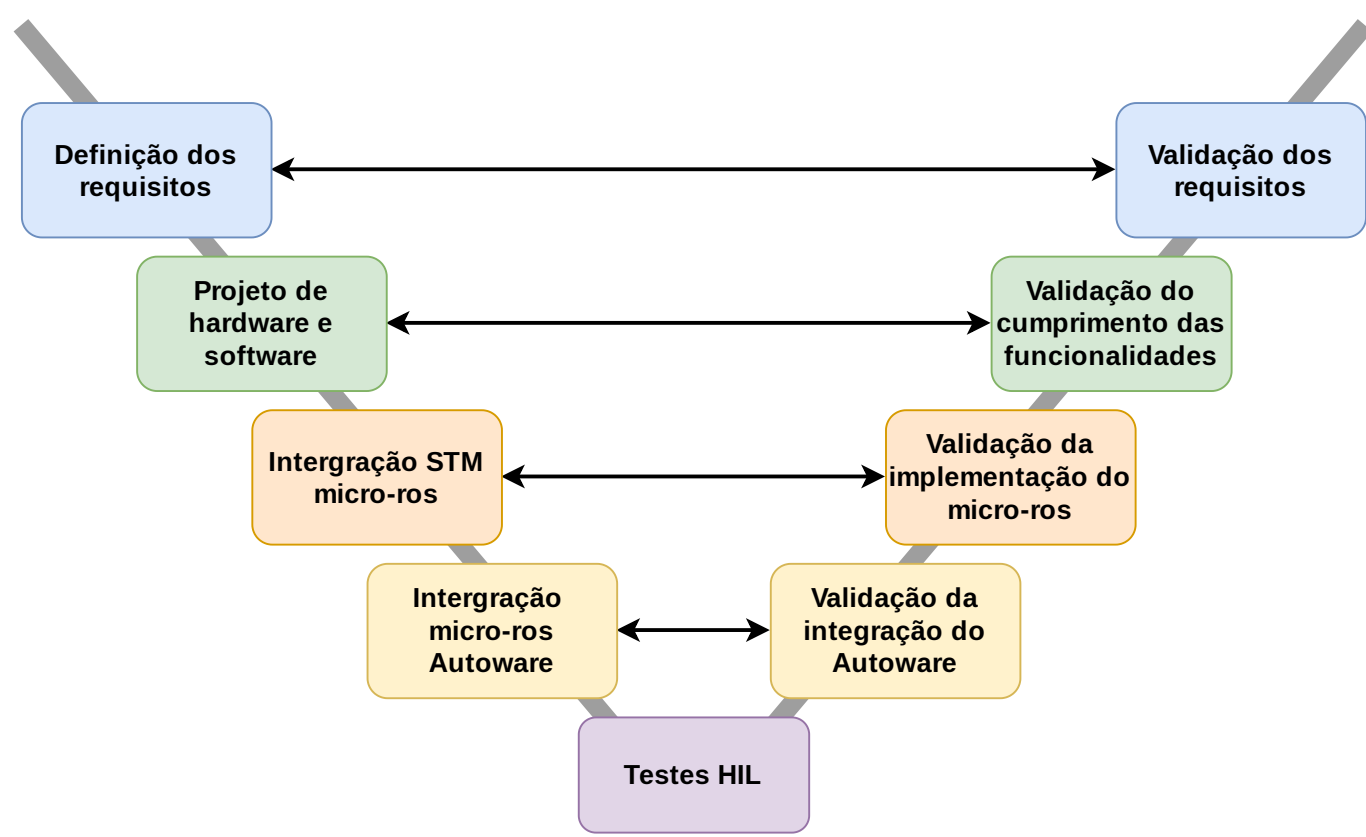 Definição dos
requisitos
Validação dos
requisitos
Projeto de
hardware e
software
Validação do
cumprimento das
funcionalidades
Intergração STM
micro-ros
Validação da
implementação do
micro-ros
Intergração
micro-ros
Autoware
Validação da
integração do
Autoware
Testes HIL